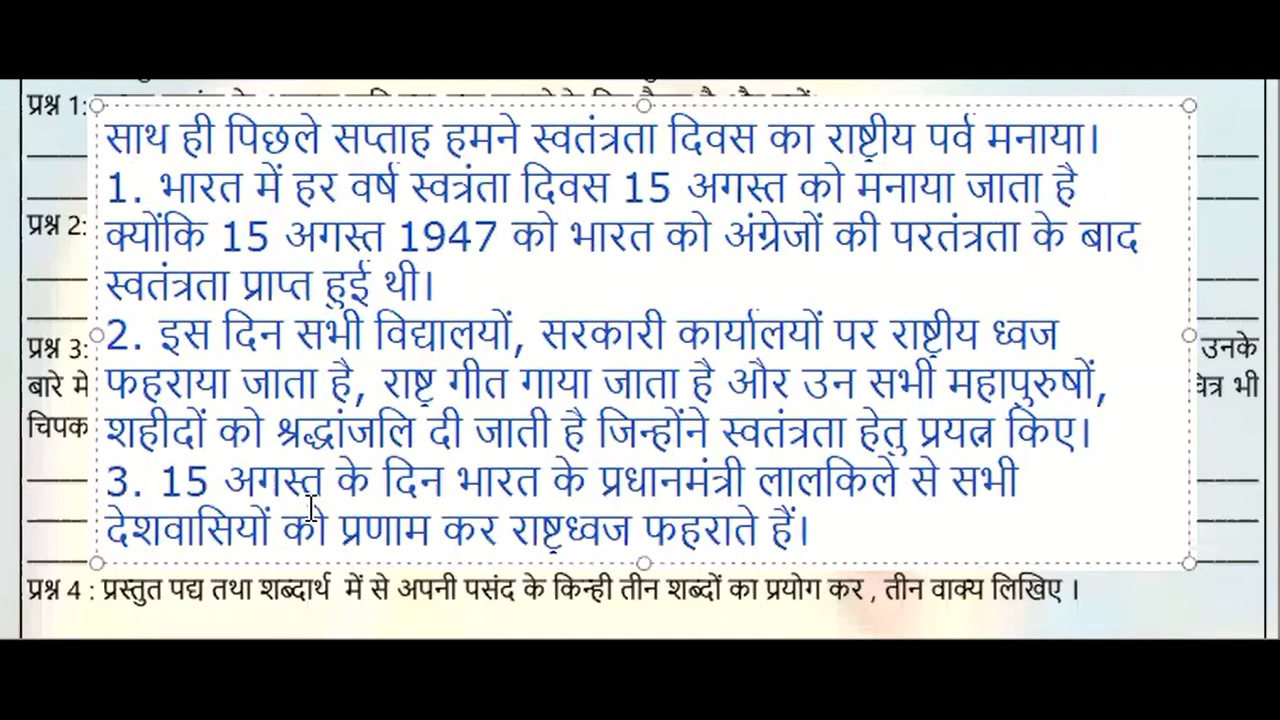 प्रश्न 1:
साथ ही पिछले सप्ताह हमने स्वतंत्रता दिवस का राष्ट्रीय पर्व मनाया।
1. भारत में हर वर्ष स्वत्रंता दिवस 15 अगस्त को मनाया जाता है
प्रश्न 2:
क्योंकि 15 अगस्त 1947 को भारत को अंग्रेजों की परतंत्रता के बाद
स्वतंत्रता प्राप्त हुई थी।
2. इस दिन सभी विद्यालयों, सरकारी कार्यालयों पर राष्ट्रीय ध्वज
प्रश्न 3: उनके
फहराया जाता है, राष्ट्र गीत गाया जाता है और उन सभी महापुरुषों,
बारे में भी
शहीदों को श्रद्धांजलि दी जाती है जिन्होंने स्वतंत्रता हेतु प्रयत्न किए।
चिपक
3. 15 अगस्त के दिन भारत के प्रधानमंत्री लालकिले से सभी
देशवासियों को प्रणाम कर राष्ट्रध्वज फहराते हैं।
प्रश्न 4 : प्रस्तुत पद्य तथा शब्दार्थ में से अपनी पसंद के किन्ही तीन शब्दों का प्रयोग कर , तीन वाक्य लिखिए ।